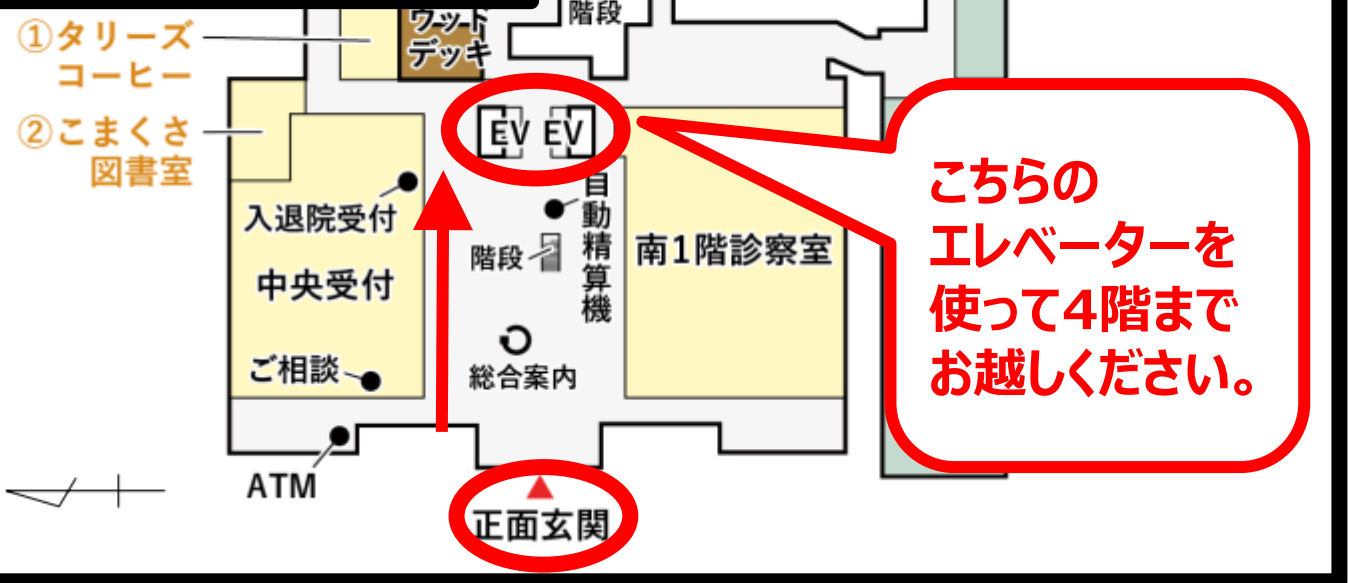 ①タリーズ
コーヒー
②こまくさ
図書室
ウッド
デッキ
階段
EV EV
入退院受付
中央受付
ご相談
ATM
自動精算機
階段
総合案内
南1階診察室
正面玄関
こちらの
エレベーターを
使って4階まで
お越しください。